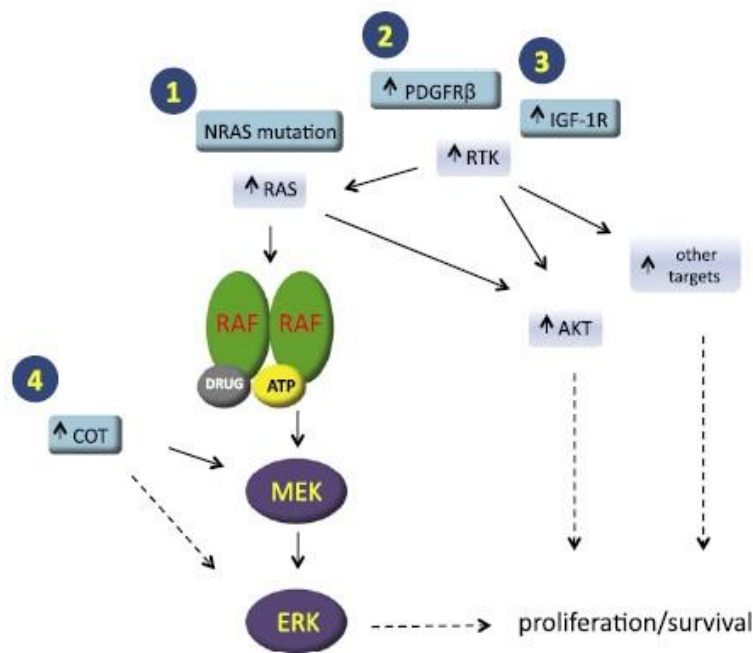 2
↑ PDGFRβ
3
↑ IGF-1R
1
NRAS mutation
↑ RTK
↑ RAS
↑ other
targets
RAF RAF
↑ AKT
DRUG ATP
4
↑ COT
MEK
ERK
proliferation/survival